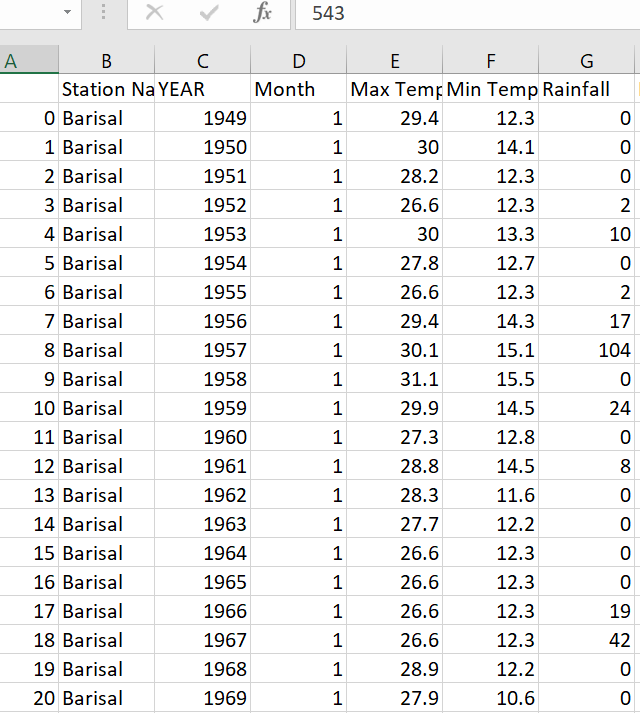 fx 543
A B C D E F G
Station Na YEAR Month Max Temp Min Temp Rainfall
0 Barisal 1949 1 29.4 12.3 0
1 Barisal 1950 1 30 14.1 0
2 Barisal 1951 1 28.2 12.3 0
3 Barisal 1952 1 26.6 12.3 2
4 Barisal 1953 1 30 13.3 10
5 Barisal 1954 1 27.8 12.7 0
6 Barisal 1955 1 26.6 12.3 2
7 Barisal 1956 1 29.4 14.3 17
8 Barisal 1957 1 30.1 15.1 104
9 Barisal 1958 1 31.1 15.5 0
10 Barisal 1959 1 29.9 14.5 24
11 Barisal 1960 1 27.3 12.8 0
12 Barisal 1961 1 28.8 14.5 8
13 Barisal 1962 1 28.3 11.6 0
14 Barisal 1963 1 27.7 12.2 0
15 Barisal 1964 1 26.6 12.3 0
16 Barisal 1965 1 26.6 12.3 0
17 Barisal 1966 1 26.6 12.3 19
18 Barisal 1967 1 26.6 12.3 42
19 Barisal 1968 1 28.9 12.2 0
20 Barisal 1969 1 27.9 10.6 0